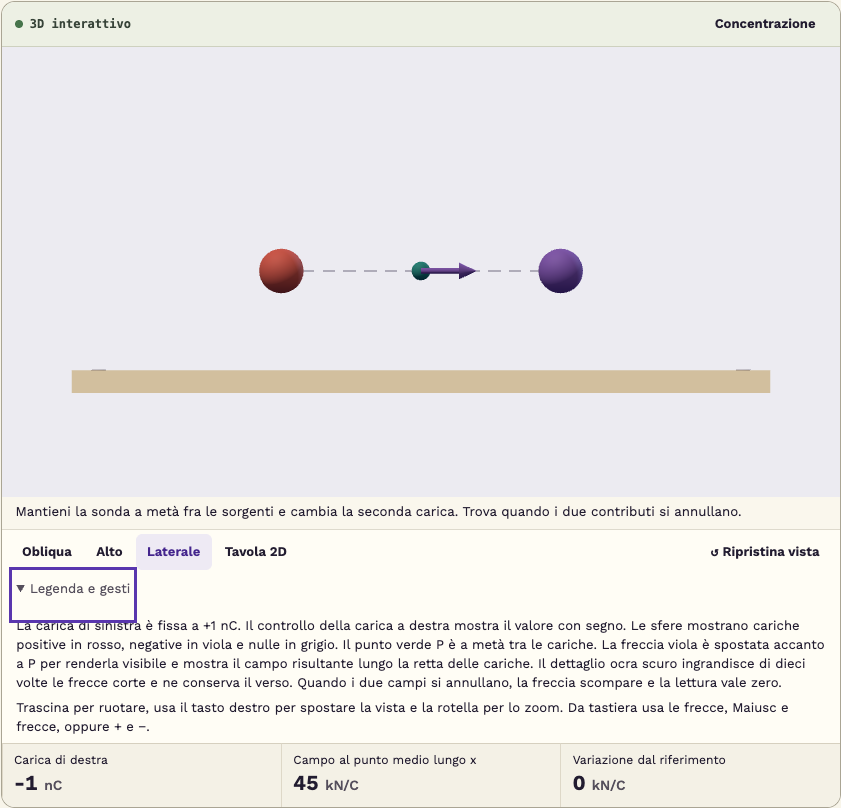 3D interattivo
Concentrazione
Mantieni la sonda a metà fra le sorgenti e cambia la seconda carica. Trova quando i due contributi si annullano.
Obliqua Alto Laterale Tavola 2D ↺ Ripristina vista
▼ Legenda e gesti
La carica di sinistra è fissa a +1 nC. Il controllo della carica a destra mostra il valore con segno. Le sfere mostrano cariche
positive in rosso, negative in viola e nulle in grigio. Il punto verde P è a metà tra le cariche. La freccia viola è spostata accanto
a P per renderla visibile e mostra il campo risultante lungo la retta delle cariche. Il dettaglio ocra scuro ingrandisce di dieci
volte le frecce corte e ne conserva il verso. Quando i due campi si annullano, la freccia scompare e la lettura vale zero.
Trascina per ruotare, usa il tasto destro per spostare la vista e la rotella per lo zoom. Da tastiera usa le frecce, Maiusc e
frecce, oppure + e −.
Carica di destra
−1 nC
Campo al punto medio lungo x
45 kN/C
Variazione dal riferimento
0 kN/C